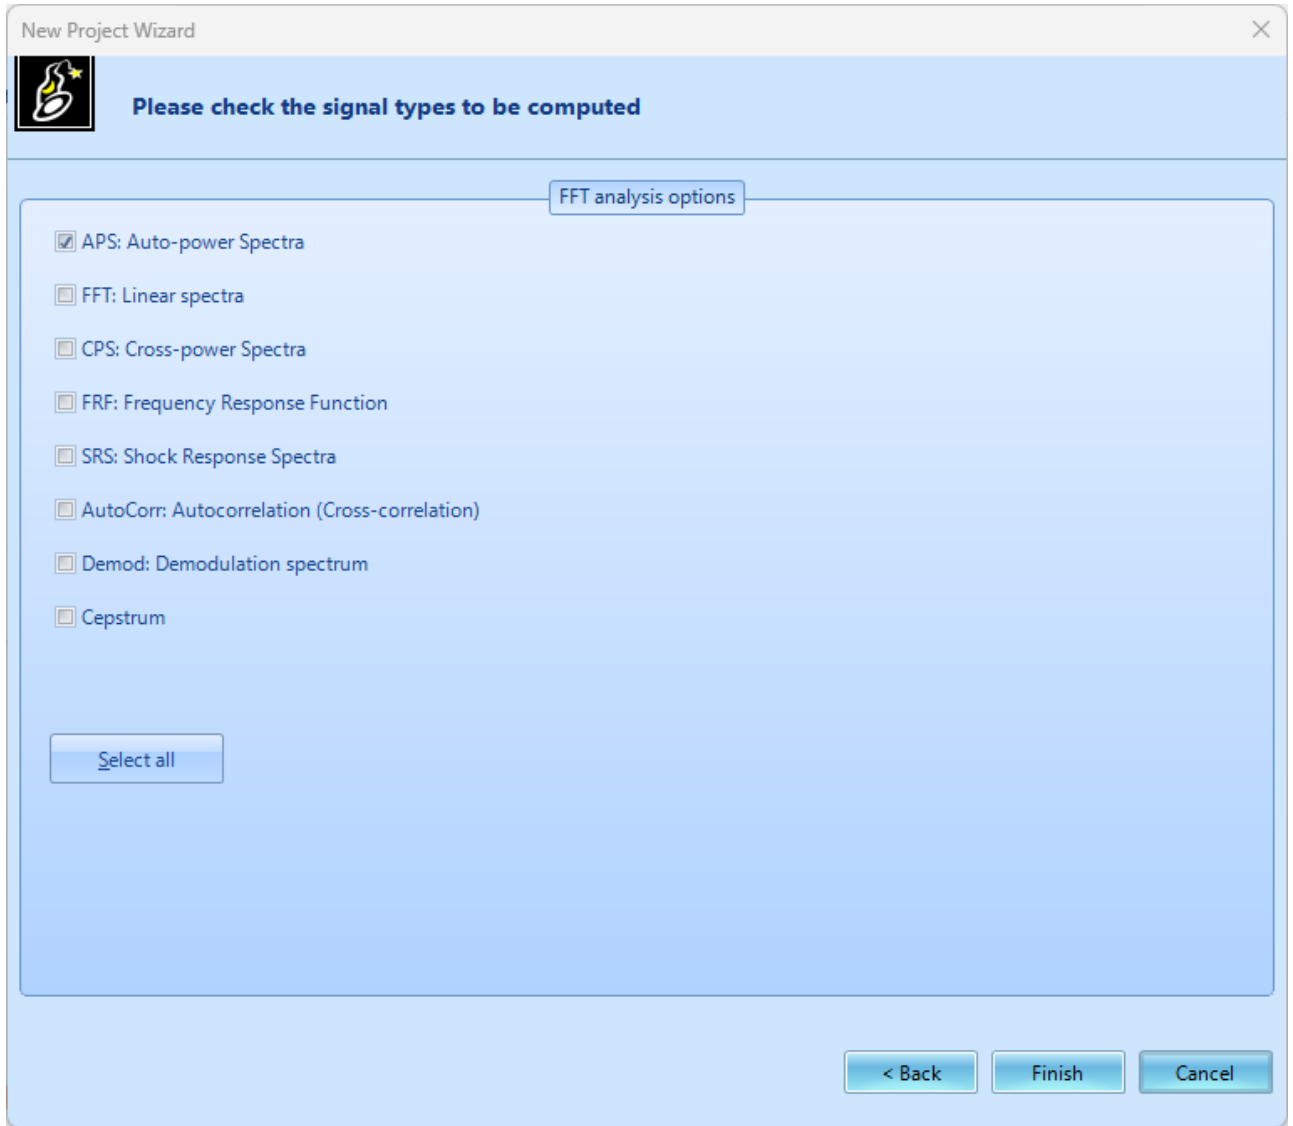 New Project Wizard
Please check the signal types to be computed
FFT analysis options
APS: Auto-power Spectra
FFT: Linear spectra
CPS: Cross-power Spectra
FRF: Frequency Response Function
SRS: Shock Response Spectra
AutoCorr: Autocorrelation (Cross-correlation)
Demod: Demodulation spectrum
Cepstrum
Select all
< Back Finish Cancel